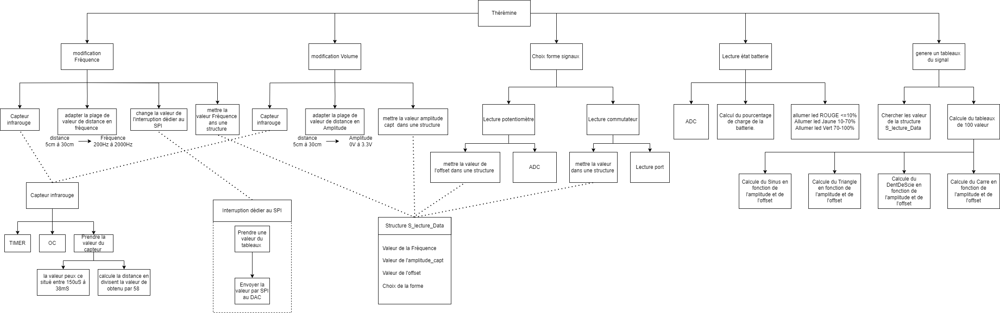 Thérémine
modification
Fréquence
modification Volume
Choix forme signaux
Lecture état batterie
genere un tableaux
du signal
Capteur
infrarouge
adapter la plage de
valeur de distance en
fréquence
change la valeur de
l'interruption dédier au
SPI
mettre la
valeur Fréquence
ans une
structure
Capteur
infrarouge
adapter la plage de
valeur de distance en
Amplitude
mettre la valeur amplitude
capt dans une structure
Lecture potentiomètre
Lecture commutateur
ADC
Calcul du pourcentage
de charge de la
batterie.
allumer led ROUGE <=10%
Allumer led Jaune 10-70%
Allumer led Vert 70-100%
Chercher les valeur
de la structure
S_lecture_Data
Calcule du tableaux
de 100 valeur
distance
5cm à 30cm
Fréquence
200Hz à 2000Hz
distance
5cm à 30cm
Amplitude
0V à 3.3V
mettre la valeur de
l'offset dans une structure
ADC
mettre la valeur
dans une structure
Lecture port
Calcule du Sinus en
fonction de
l'amplitude et de
l'offset
Calcule du Triangle
en fonction de
l'amplitude et de
l'offset
Calcule du
DentDeScie en
fonction de
l'amplitude et de
l'offset
Calcule du Carre en
fonction de
l'amplitude et de
l'offset
Capteur infrarouge
TIMER
OC
Prendre la
valeur du
capteur
la valeur peux ce
situé entre 150uS à
38mS
calcule la distance en
divisent la valeur de
obtenu par 58
Interruption dédier au SPI
Prendre une
valeur du
tableaux
Envoyer la
valeur par SPI
au DAC
Structure S_lecture_Data
Valeur de la Fréquence
Valeur de l'amplitude_capt
Valeur de l'offset
Choix de la forme